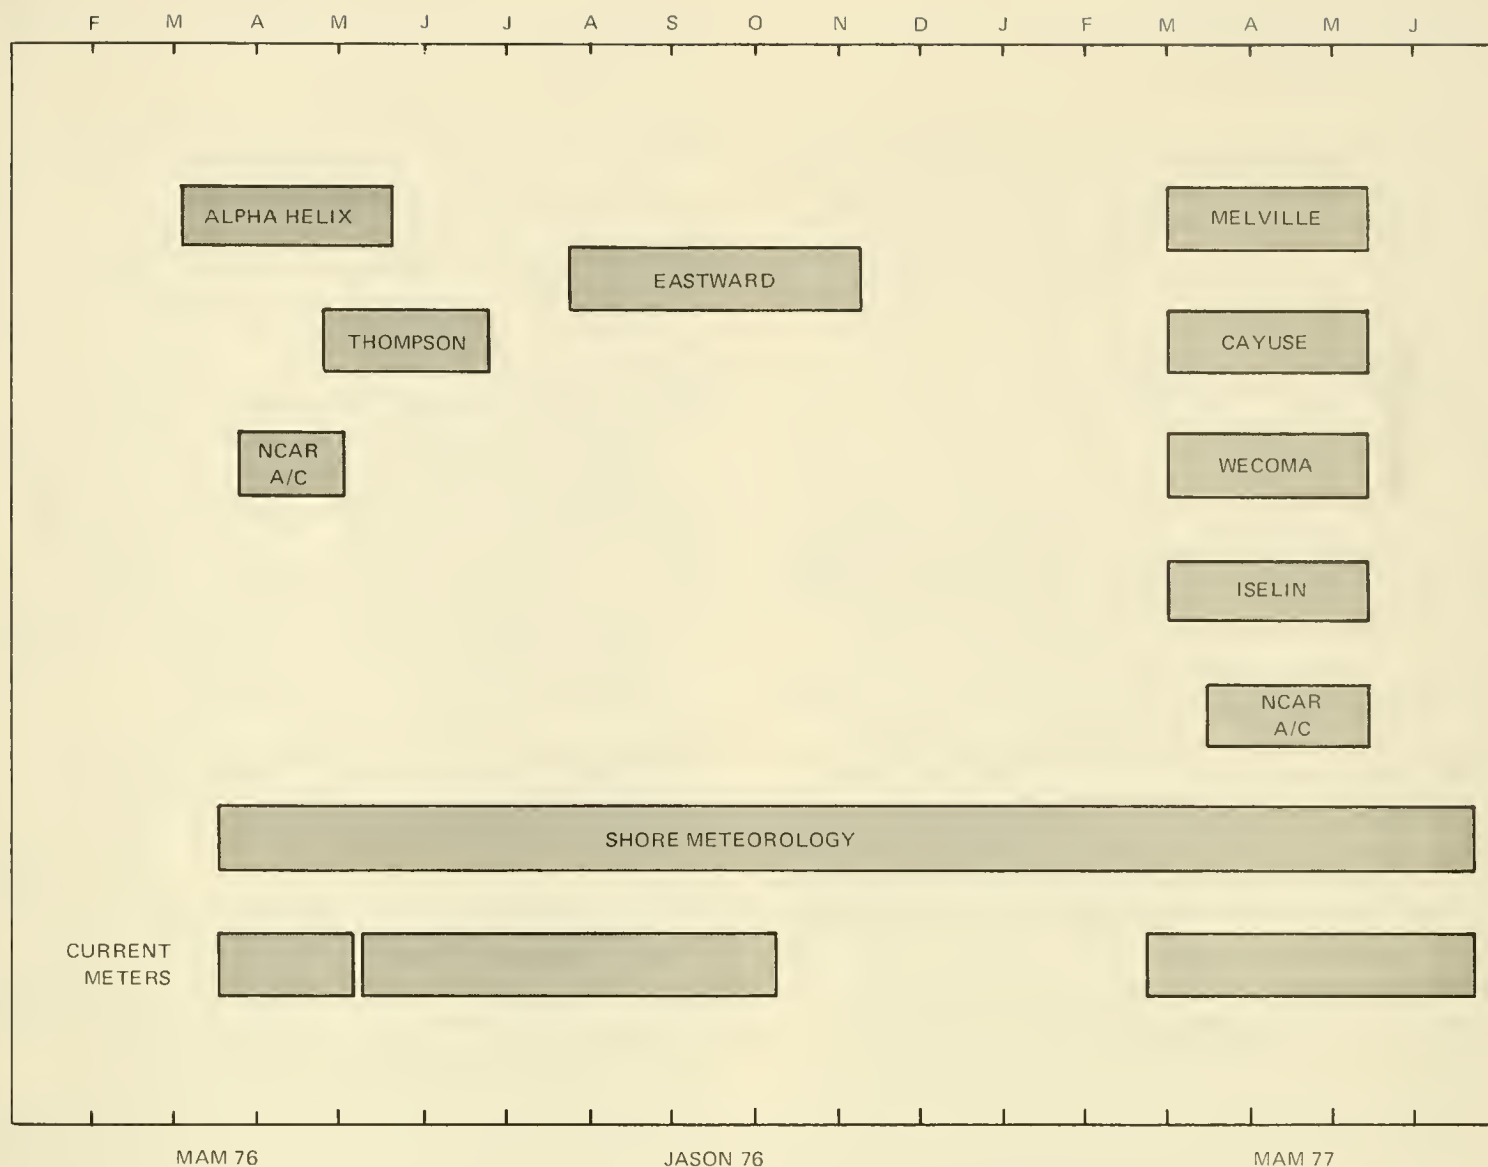 F M A M J J A S O N D J F M A M J
ALPHA HELIX
MELVILLE
EASTWARD
THOMPSON
CAYUSE
NCAR
A/C
WECOMA
ISELIN
NCAR
A/C
SHORE METEOROLOGY
CURRENT
METERS
MAM 76 JASON 76 MAM 77